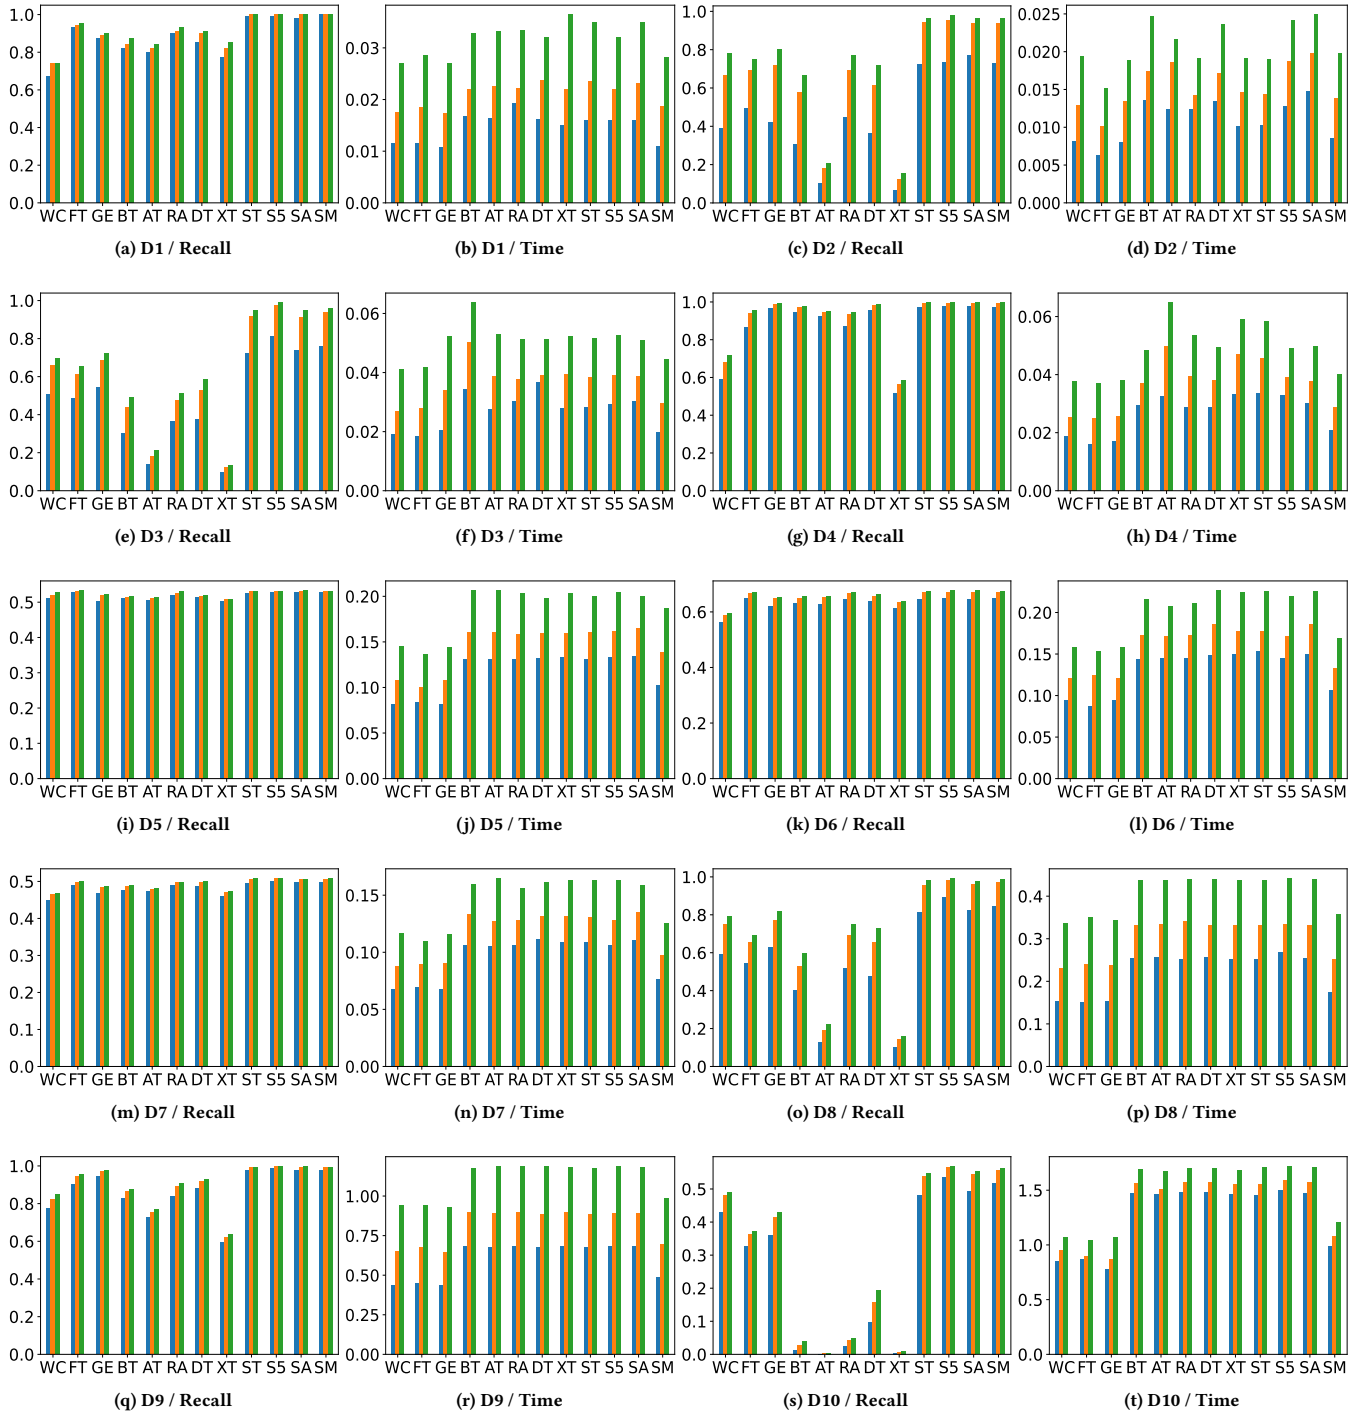 1.0
0.8
0.6
0.4
0.2
0.0
WC FT GE BT AT RA DT XT ST S5 SA SM
(a) D1 / Recall
0.03
0.02
0.01
0.00
WC FT GE BT AT RA DT XT ST S5 SA SM
(b) D1 / Time
1.0
0.8
0.6
0.4
0.2
0.0
WC FT GE BT AT RA DT XT ST S5 SA SM
(c) D2 / Recall
0.025
0.020
0.015
0.010
0.005
0.000
WC FT GE BT AT RA DT XT ST S5 SA SM
(d) D2 / Time
1.0
0.8
0.6
0.4
0.2
0.0
WC FT GE BT AT RA DT XT ST S5 SA SM
(e) D3 / Recall
0.06
0.04
0.02
0.00
WC FT GE BT AT RA DT XT ST S5 SA SM
(f) D3 / Time
1.0
0.8
0.6
0.4
0.2
0.0
WC FT GE BT AT RA DT XT ST S5 SA SM
(g) D4 / Recall
0.06
0.04
0.02
0.00
WC FT GE BT AT RA DT XT ST S5 SA SM
(h) D4 / Time
0.5
0.4
0.3
0.2
0.1
0.0
WC FT GE BT AT RA DT XT ST S5 SA SM
(i) D5 / Recall
0.20
0.15
0.10
0.05
0.00
WC FT GE BT AT RA DT XT ST S5 SA SM
(j) D5 / Time
0.6
0.4
0.2
0.0
WC FT GE BT AT RA DT XT ST S5 SA SM
(k) D6 / Recall
0.20
0.15
0.10
0.05
0.00
WC FT GE BT AT RA DT XT ST S5 SA SM
(l) D6 / Time
0.5
0.4
0.3
0.2
0.1
0.0
WC FT GE BT AT RA DT XT ST S5 SA SM
(m) D7 / Recall
0.15
0.10
0.05
0.00
WC FT GE BT AT RA DT XT ST S5 SA SM
(n) D7 / Time
1.0
0.8
0.6
0.4
0.2
0.0
WC FT GE BT AT RA DT XT ST S5 SA SM
(o) D8 / Recall
0.4
0.3
0.2
0.1
0.0
WC FT GE BT AT RA DT XT ST S5 SA SM
(p) D8 / Time
1.0
0.8
0.6
0.4
0.2
0.0
WC FT GE BT AT RA DT XT ST S5 SA SM
(q) D9 / Recall
1.00
0.75
0.50
0.25
0.00
WC FT GE BT AT RA DT XT ST S5 SA SM
(r) D9 / Time
0.5
0.4
0.3
0.2
0.1
0.0
WC FT GE BT AT RA DT XT ST S5 SA SM
(s) D10 / Recall
1.5
1.0
0.5
0.0
WC FT GE BT AT RA DT XT ST S5 SA SM
(t) D10 / Time